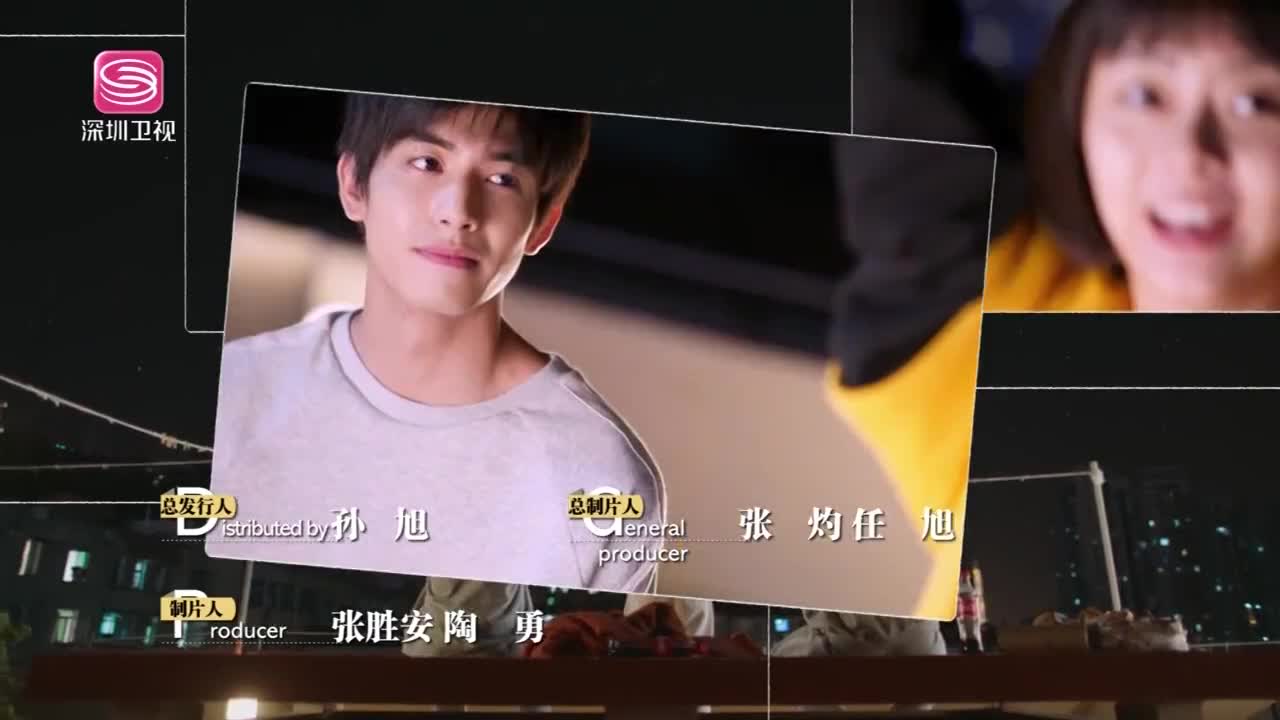 深圳卫视
总发行人
Distributed by
孙 旭
总制片人
General
producer
张 灼 任 旭
制片人
Producer
张胜安 陶 勇